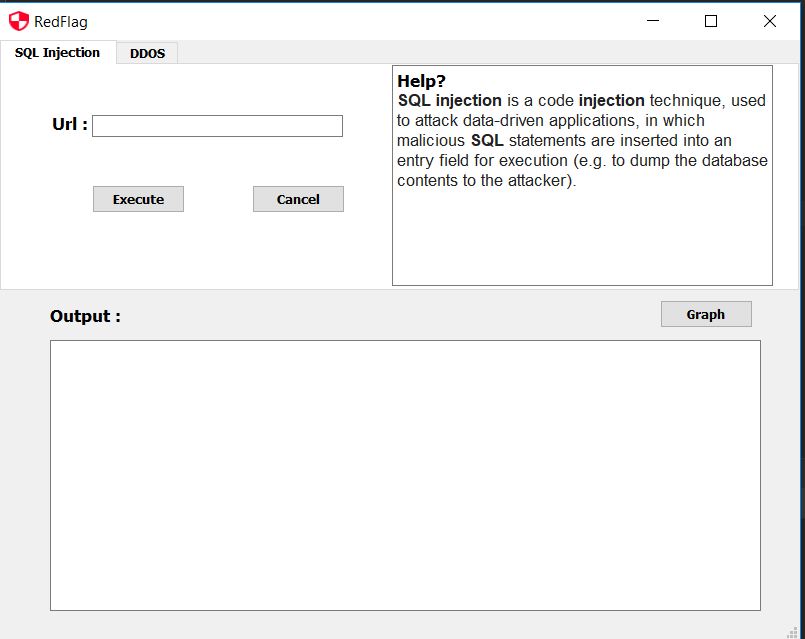 RedFlag
SQL Injection
DDOS
Url :
Execute
Cancel
Help?
SQL injection is a code injection technique, used
to attack data-driven applications, in which
malicious SQL statements are inserted into an
entry field for execution (e.g. to dump the database
contents to the attacker).
Output :
Graph